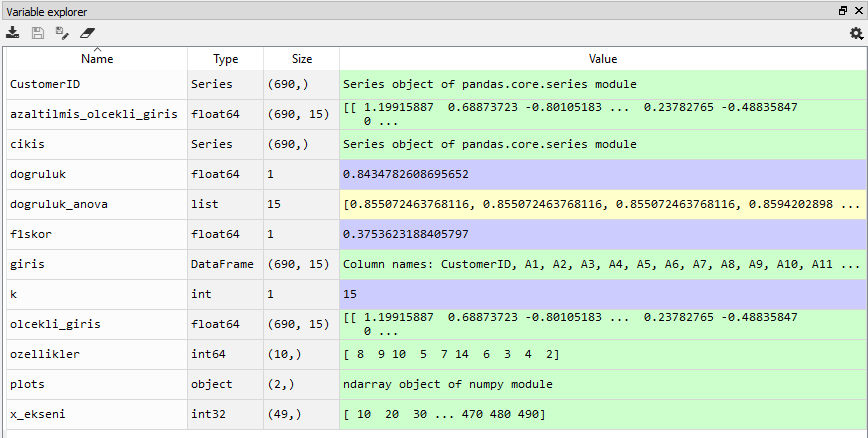 Variable explorer
Name Type Size Value
CustomerID Series (690,) Series object of pandas.core.series module
azaltilmis_olcekli_giris float64 (690, 15) [[ 1.19915887 0.68873723 -0.80105183 ... 0.23782765 -0.48835847
0 ...
cikis Series (690,) Series object of pandas.core.series module
dogruluk float64 1 0.8434782608695652
dogruluk_anova list 15 [0.855072463768116, 0.855072463768116, 0.855072463768116, 0.8594202898 ...
f1skor float64 1 0.3753623188405797
giris DataFrame (690, 15) Column names: CustomerID, A1, A2, A3, A4, A5, A6, A7, A8, A9, A10, A11 ...
k int 1 15
olcekli_giris float64 (690, 15) [[ 1.19915887 0.68873723 -0.80105183 ... 0.23782765 -0.48835847
0 ...
ozellikler int64 (10,) [ 8 9 10 5 7 14 6 3 4 2]
plots object (2,) ndarray object of numpy module
x_ekseni int32 (49,) [ 10 20 30 ... 470 480 490]